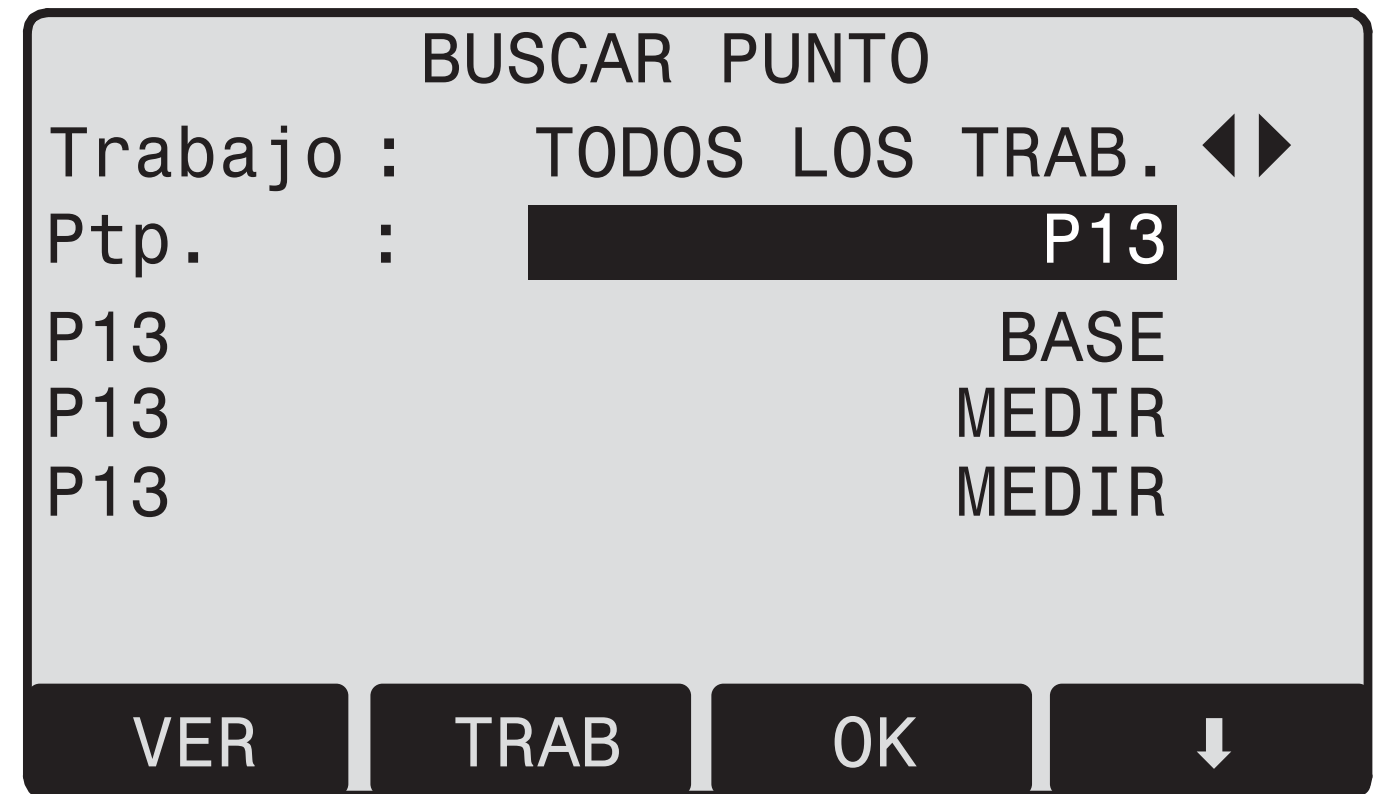 BUSCAR PUNTO
Trabajo : TODOS LOS TRAB.
Ptp. : P13
P13 BASE
P13 MEDIR
P13 MEDIR
VER TRAB OK